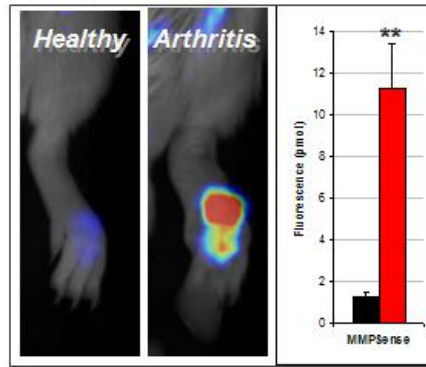 Healthy
Arthritis
**
14
12
10
8
6
4
2
0
Fluorescence (pmol)
MMPSense